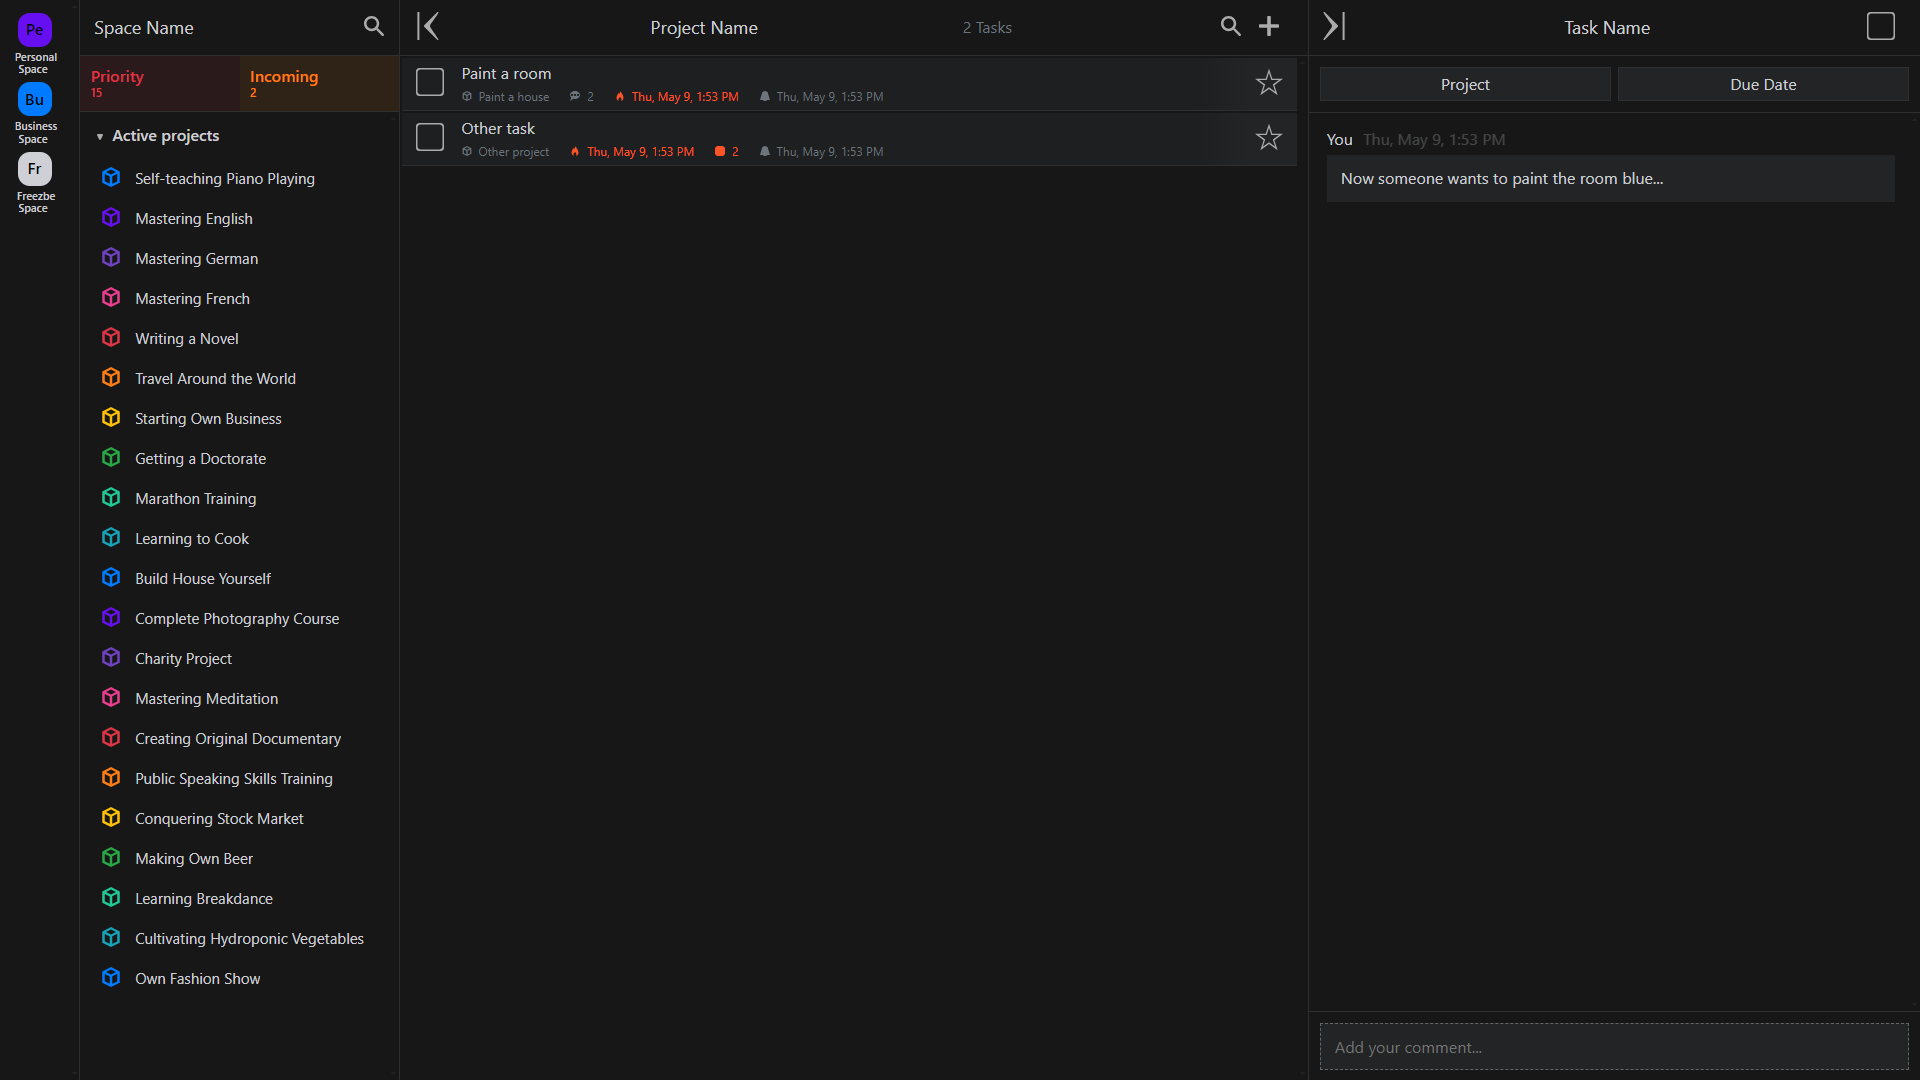 Pe
Personal
Space
Bu
Business
Space
Fr
Freezbe
Space
Space Name
Priority
15
Incoming
2
Active projects
Self-teaching Piano Playing
Mastering English
Mastering German
Mastering French
Writing a Novel
Travel Around the World
Starting Own Business
Getting a Doctorate
Marathon Training
Learning to Cook
Build House Yourself
Complete Photography Course
Charity Project
Mastering Meditation
Creating Original Documentary
Public Speaking Skills Training
Conquering Stock Market
Making Own Beer
Learning Breakdance
Cultivating Hydroponic Vegetables
Own Fashion Show
Project Name 2 Tasks
Paint a room
Paint a house 2 Thu, May 9, 1:53 PM Thu, May 9, 1:53 PM
Other task
Other project Thu, May 9, 1:53 PM 2 Thu, May 9, 1:53 PM
Task Name
Project Due Date
You Thu, May 9, 1:53 PM
Now someone wants to paint the room blue...
Add your comment...